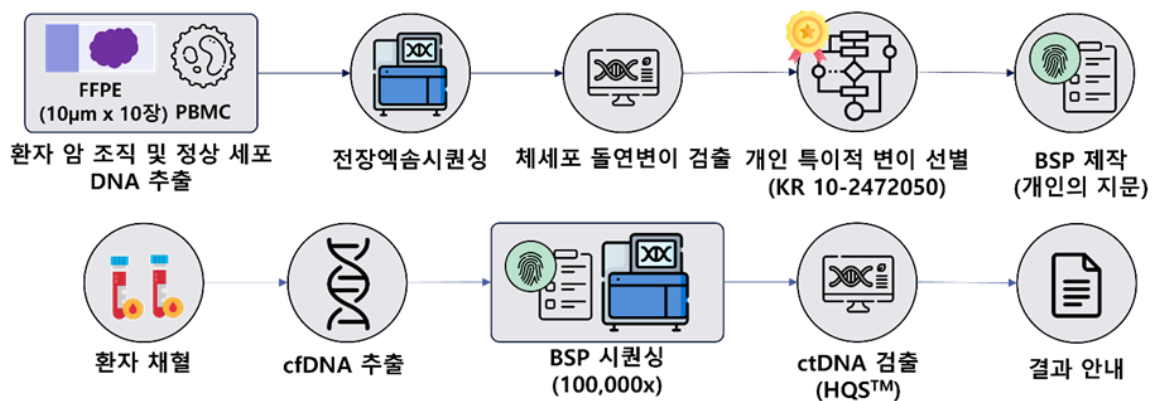 FFPE
(10μm x 10장) PBMC
환자 암 조직 및 정상 세포
DNA 추출
전장엑솜시퀀싱
체세포 돌연변이 검출
개인 특이적 변이 선별
(KR 10-2472050)
BSP 제작
(개인의 지문)
환자 채혈
cfDNA 추출
BSP 시퀀싱
(100,000x)
ctDNA 검출
(HQS™)
결과 안내